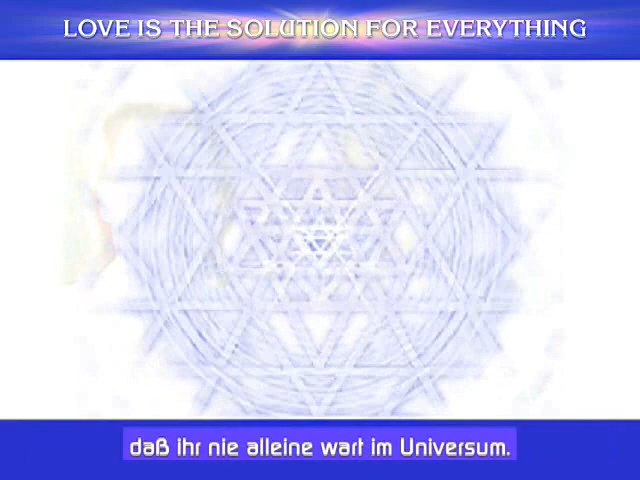 LOVE IS THE SOLUTION FOR EVERYTHING
daß ihr nie alleine wart im Universum.